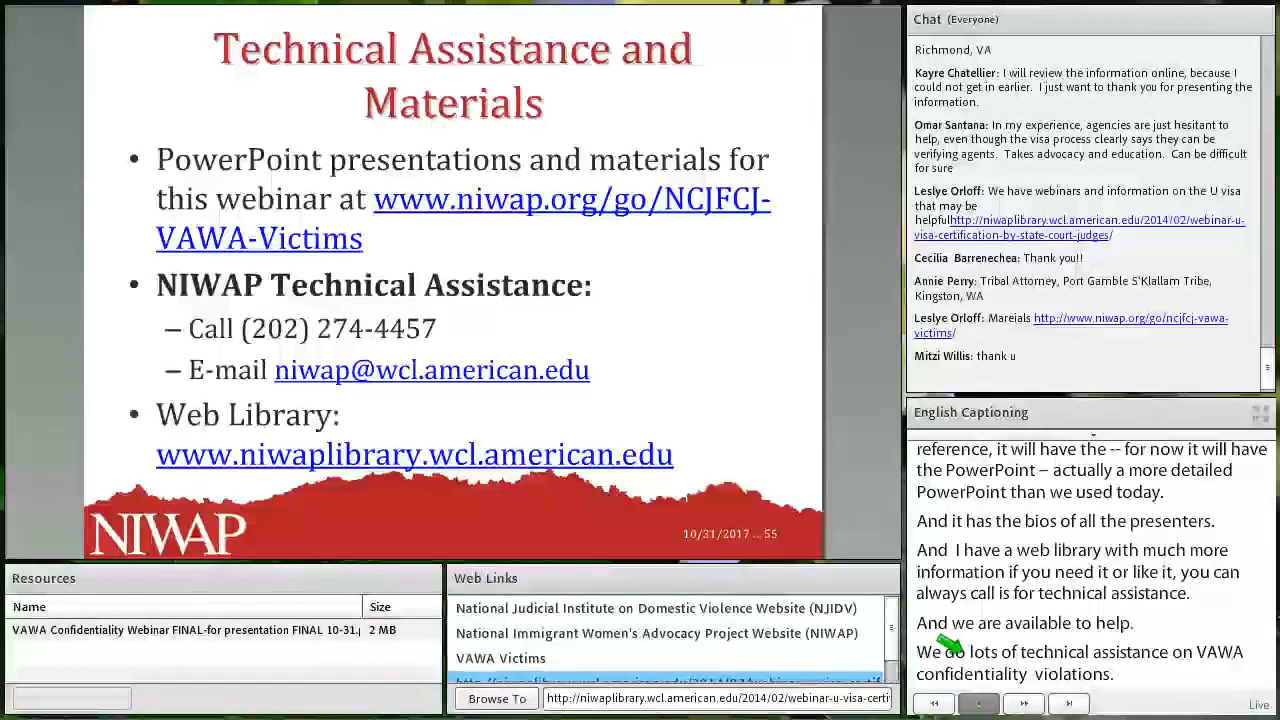 Technical Assistance and
Materials
• PowerPoint presentations and materials for
this webinar at www.niwap.org/go/NCJFCJ-
VAWA-Victims
• NIWAP Technical Assistance:
– Call (202) 274-4457
– E-mail niwap@wcl.american.edu
• Web Library:
www.niwaplibrary.wcl.american.edu
NIWAP
10/31/2017 ... 55
Resources
Name Size
VAWA Confidentiality Webinar FINAL-for presentation FINAL 10-31.p 2 MB
Web Links
National Judicial Institute on Domestic Violence Website (NJIDV)
National Immigrant Women's Advocacy Project Website (NIWAP)
VAWA Victims
http://niwaplibrary.wcl.american.edu/2014/02/webinar-u-visa-certif
Browse To http://niwaplibrary.wcl.american.edu/2014/02/webinar-u-visa-certi
Chat (Everyone)
Richmond, VA
Kayre Chatellier: I will review the information online, because I
could not get in earlier. I just want to thank you for presenting the
information.
Omar Santana: In my experience, agencies are just hesitant to
help, even though the visa process clearly says they can be
verifying agents. Takes advocacy and education. Can be difficult
for sure
Leslye Orloff: We have webinars and information on the U visa
that may be
helpfulhttp://niwaplibrary.wcl.american.edu/2014/02/webinar-u-
visa-certification-by-state-court-judges/
Cecilia Barrenechea: Thank you!!
Annie Perry: Tribal Attorney, Port Gamble S'Klallam Tribe,
Kingston, WA
Leslye Orloff: Mareials http://www.niwap.org/go/ncjfcj-vawa-
victims/
Mitzi Willis: thank u
English Captioning
reference, it will have the -- for now it will have
the PowerPoint – actually a more detailed
PowerPoint than we used today.
And it has the bios of all the presenters.
And I have a web library with much more
information if you need it or like it, you can
always call is for technical assistance.
And we are available to help.
We do lots of technical assistance on VAWA
confidentiality violations.
Live